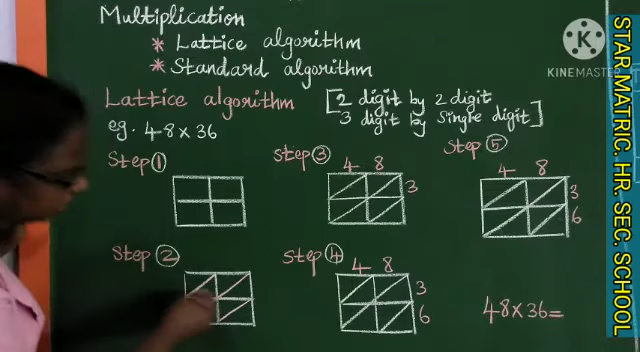 Multiplication
* Lattice algorithm
* Standard algorithm
Lattice algorithm [2 digit by 2 digit
3 digit by single digit]
eg. 48 x 36
Step ①
Step ③
4 8
3
Step ⑤
4 8
3
6
Step ②
Step ④
4 8
3
6
48 x 36 =
KINEMASTER
STAR MATRIC. HR. SEC. SCHOOL